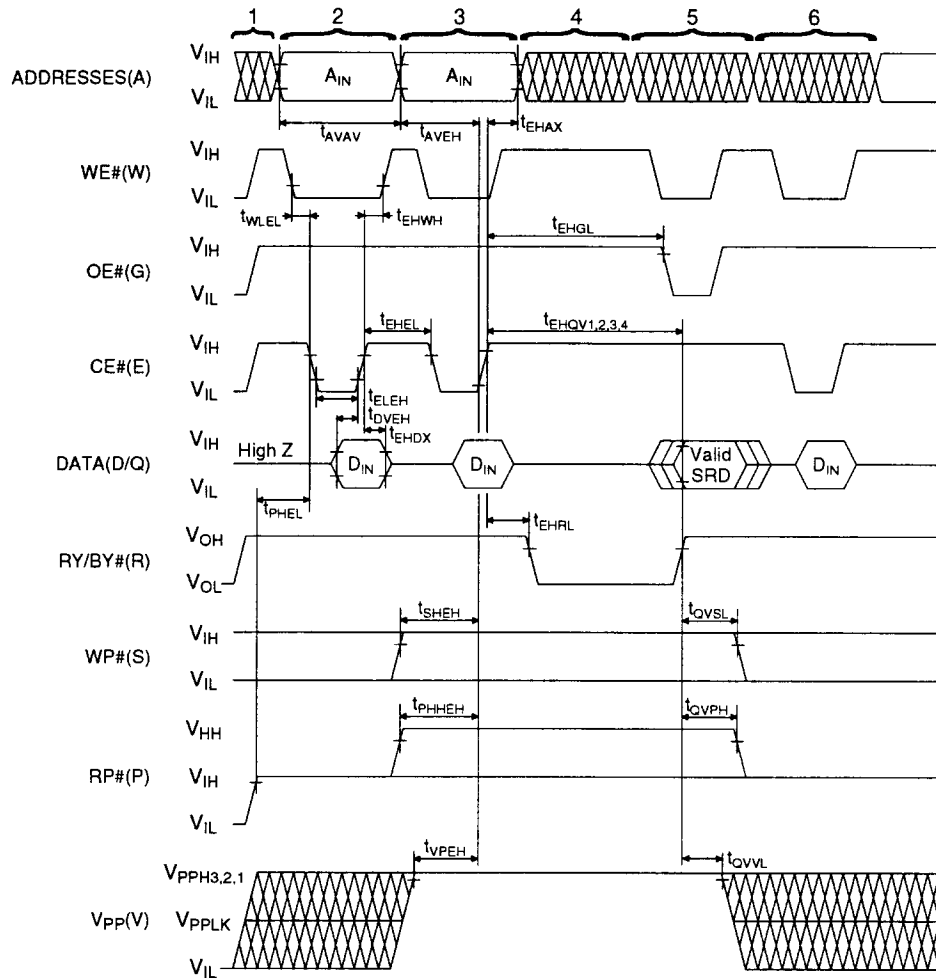 1 2 3 4 5 6
ADDRESSES(A)
VIH
VIL
AIN AIN
tAVAV tAVEH tEHAX
WE#(W)
VIH
VIL
tWLEL tEHWH
OE#(G)
VIH
VIL
tEHGL
CE#(E)
VIH
VIL
tEHEL tEHQV1,2,3,4
tELEH
tDVEH
tEHDX
DATA(D/Q)
VIH
VIL
High Z DIN DIN Valid SRD DIN
tPHEL tEHRL
RY/BY#(R)
VOH
VOL
tSHEH tQVSL
WP#(S)
VIH
VIL
tPHHEH tQVPH
RP#(P)
VHH
VIH
VIL
tVPEH tQVVL
VPP(V)
VPPH3,2,1
VPPLK
VIL